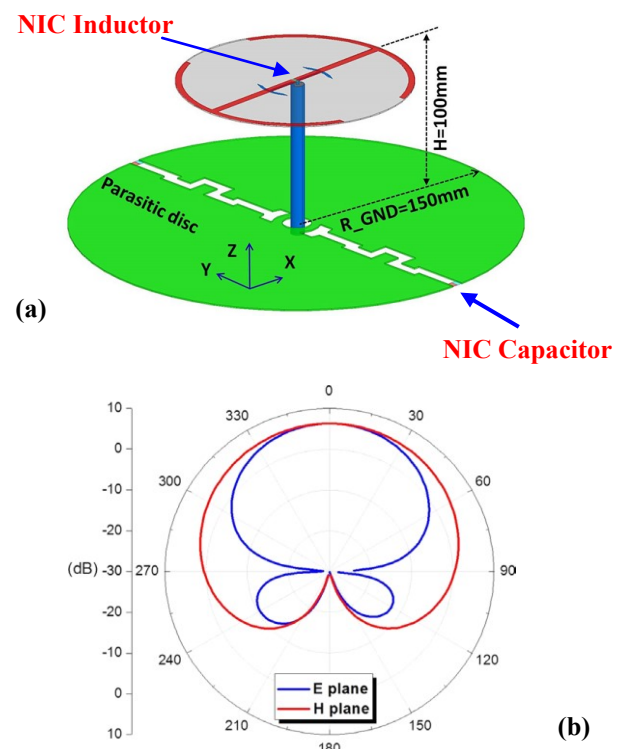 NIC Inductor
H=100mm
Parasitic disc
R_GND=150mm
Z
Y
X
(a)
NIC Capacitor
0
10
330
30
0
300
60
-10
-20
(dB)
-30
270
90
-20
-10
240
120
0
E plane
H plane
10
210
150
180
(b)